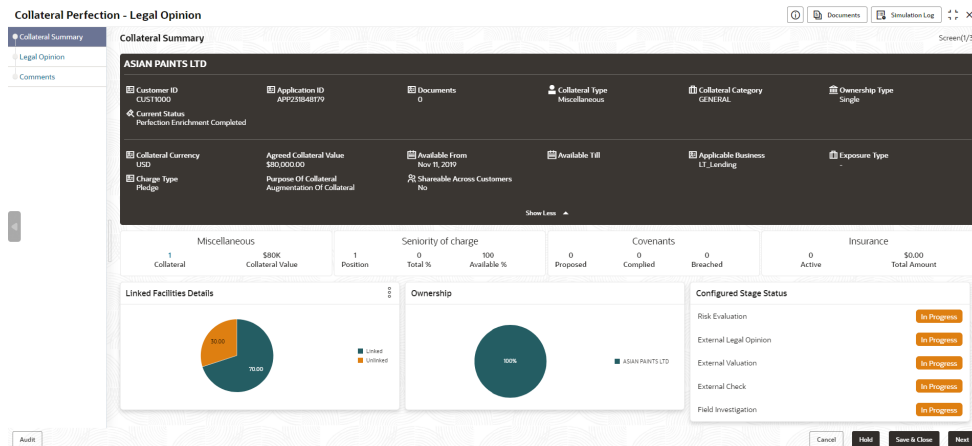 Collateral Perfection - Legal Opinion
Documents
Simulation Log
Collateral Summary
Legal Opinion
Comments
Collateral Summary
Screen(1/3
ASIAN PAINTS LTD
Customer ID
CUST1000
Application ID
APP231848179
Documents
0
Collateral Type
Miscellaneous
Collateral Category
GENERAL
Ownership Type
Single
Current Status
Perfection Enrichment Completed
Collateral Currency
USD
Agreed Collateral Value
$80,000.00
Available From
Nov 11, 2019
Available Till
Applicable Business
LT_Lending
Exposure Type
-
Charge Type
Pledge
Purpose Of Collateral
Augmentation Of Collateral
Shareable Across Customers
No
Show Less
Miscellaneous
1
Collateral
$80K
Collateral Value
Seniority of charge
1
Position
0
Total %
100
Available %
Covenants
0
Proposed
0
Complied
0
Breached
Insurance
0
Active
$0.00
Total Amount
Linked Facilities Details
30.00
70.00
Linked
Unlinked
Ownership
100%
ASIAN PAINTS LTD
Configured Stage Status
Risk Evaluation
In Progress
External Legal Opinion
In Progress
External Valuation
In Progress
External Check
In Progress
Field Investigation
In Progress
Audit
Cancel
Hold
Save & Close
Next